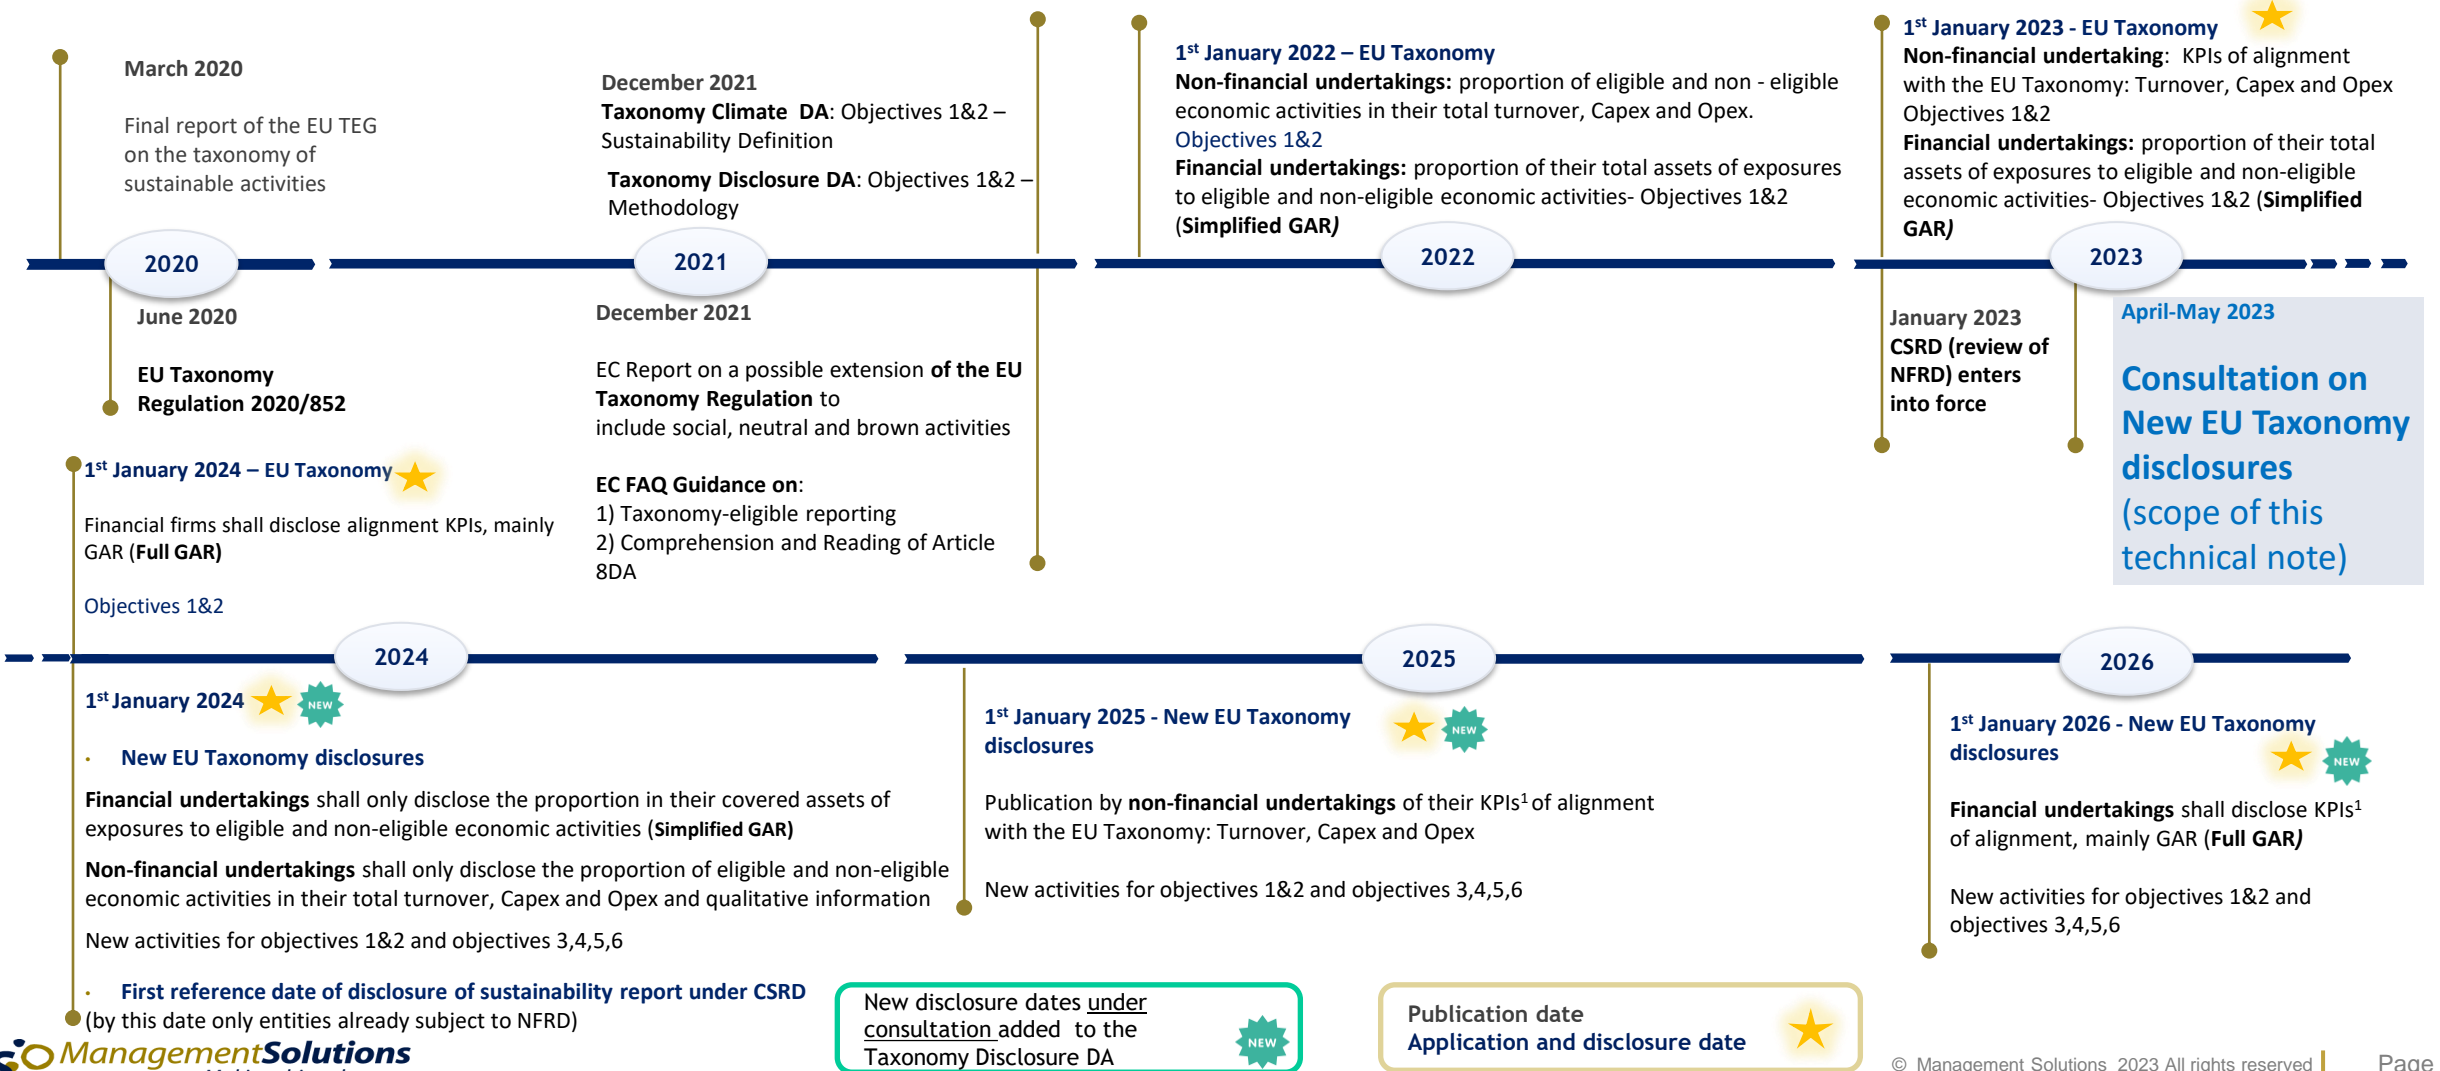 March 2020
Final report of the EU TEG
on the taxonomy of
sustainable activities
December 2021
Taxonomy Climate DA: Objectives 1&2 –
Sustainability Definition
Taxonomy Disclosure DA: Objectives 1&2 –
Methodology
1st January 2022 – EU Taxonomy
Non-financial undertakings: proportion of eligible and non - eligible
economic activities in their total turnover, Capex and Opex.
Objectives 1&2
Financial undertakings: proportion of their total assets of exposures
to eligible and non-eligible economic activities- Objectives 1&2
(Simplified GAR)
1st January 2023 - EU Taxonomy
Non-financial undertaking: KPIs of alignment
with the EU Taxonomy: Turnover, Capex and Opex
Objectives 1&2
Financial undertakings: proportion of their total
assets of exposures to eligible and non-eligible
economic activities- Objectives 1&2 (Simplified
GAR)
2020
2021
2022
2023
June 2020
EU Taxonomy
Regulation 2020/852
December 2021
EC Report on a possible extension of the EU
Taxonomy Regulation to
include social, neutral and brown activities
EC FAQ Guidance on:
1) Taxonomy-eligible reporting
2) Comprehension and Reading of Article
8DA
January 2023
CSRD (review of
NFRD) enters
into force
April-May 2023
Consultation on
New EU Taxonomy
disclosures
(scope of this
technical note)
1st January 2024 – EU Taxonomy
Financial firms shall disclose alignment KPIs, mainly
GAR (Full GAR)
Objectives 1&2
2024
2025
2026
1st January 2024
NEW
· New EU Taxonomy disclosures
Financial undertakings shall only disclose the proportion in their covered assets of
exposures to eligible and non-eligible economic activities (Simplified GAR)
Non-financial undertakings shall only disclose the proportion of eligible and non-eligible
economic activities in their total turnover, Capex and Opex and qualitative information
New activities for objectives 1&2 and objectives 3,4,5,6
· First reference date of disclosure of sustainability report under CSRD
(by this date only entities already subject to NFRD)
1st January 2025 - New EU Taxonomy
disclosures
NEW
Publication by non-financial undertakings of their KPIs1 of alignment
with the EU Taxonomy: Turnover, Capex and Opex
New activities for objectives 1&2 and objectives 3,4,5,6
1st January 2026 - New EU Taxonomy
disclosures
NEW
Financial undertakings shall disclose KPIs1
of alignment, mainly GAR (Full GAR)
New activities for objectives 1&2 and
objectives 3,4,5,6
New disclosure dates under
consultation added to the
Taxonomy Disclosure DA
NEW
Publication date
Application and disclosure date
ManagementSolutions
© Management Solutions 2023 All rights reserved
Page